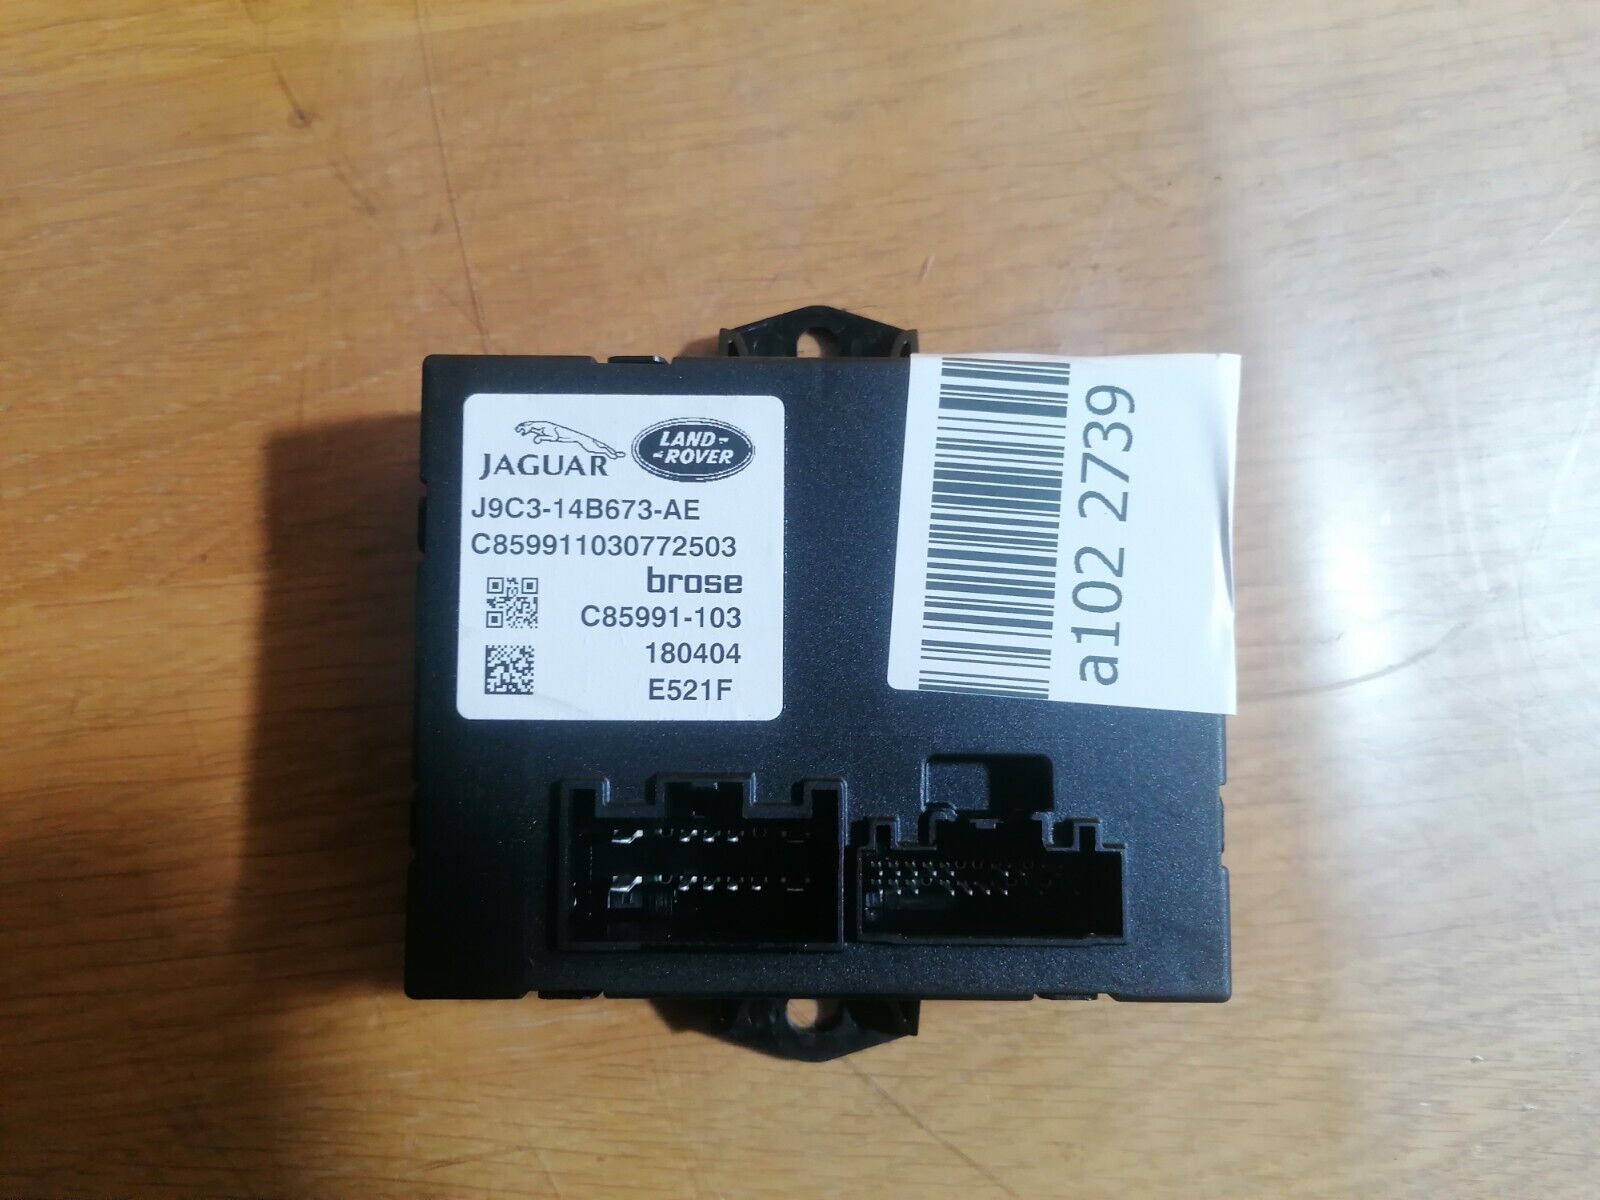 JAGUAR
LAND-
-ROVER
J9C3-14B673-AE
C859911030772503
brose
C85991-103
180404
E521F
a102 2739